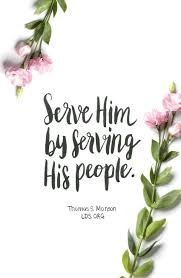 Serve Him
by serving
His people.
Thomas S. Monson
LDS.ORG